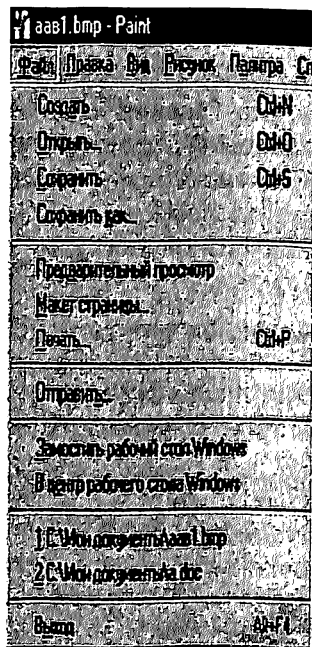 aaв1.bmp - Paint
Файл Правка Вид Рисунок Палитра
Создать Ctrl+N
Открыть... Ctrl+O
Сохранить Ctrl+S
Сохранить как...
Предварительный просмотр
Макет страницы...
Печать... Ctrl+P
Отправить...
Замостить рабочий стол Windows
В центр рабочего стола Windows
1 C:\Мои документы\аав1.bmp
2 C:\Мои документы\a.doc
Выход Alt+F4